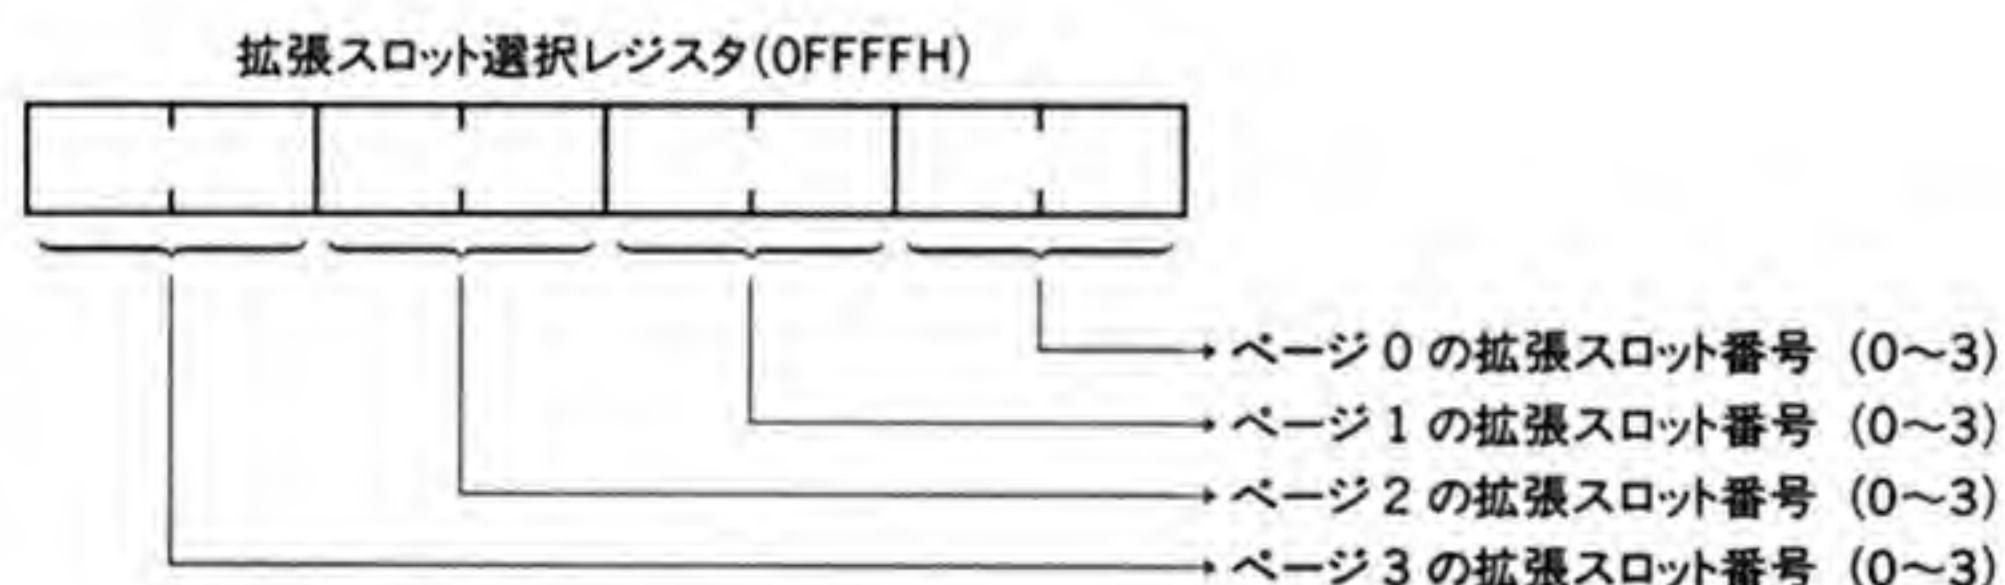 拡張スロット選択レジスタ(0FFFFH)
ページ 0 の拡張スロット番号 (0〜3)
ページ 1 の拡張スロット番号 (0〜3)
ページ 2 の拡張スロット番号 (0〜3)
ページ 3 の拡張スロット番号 (0〜3)